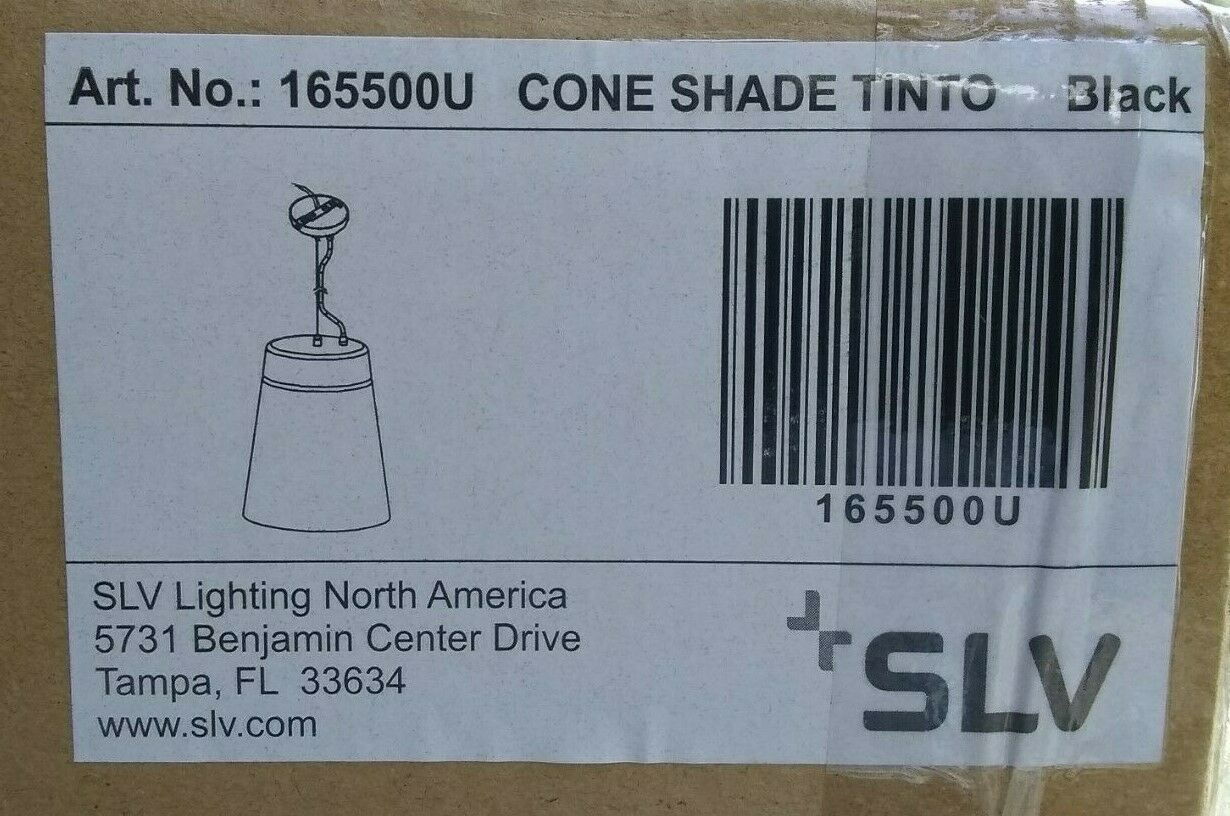 Art. No.: 165500U CONE SHADE TINTO Black
165500U
SLV Lighting North America
5731 Benjamin Center Drive
Tampa, FL 33634
www.slv.com
SLV